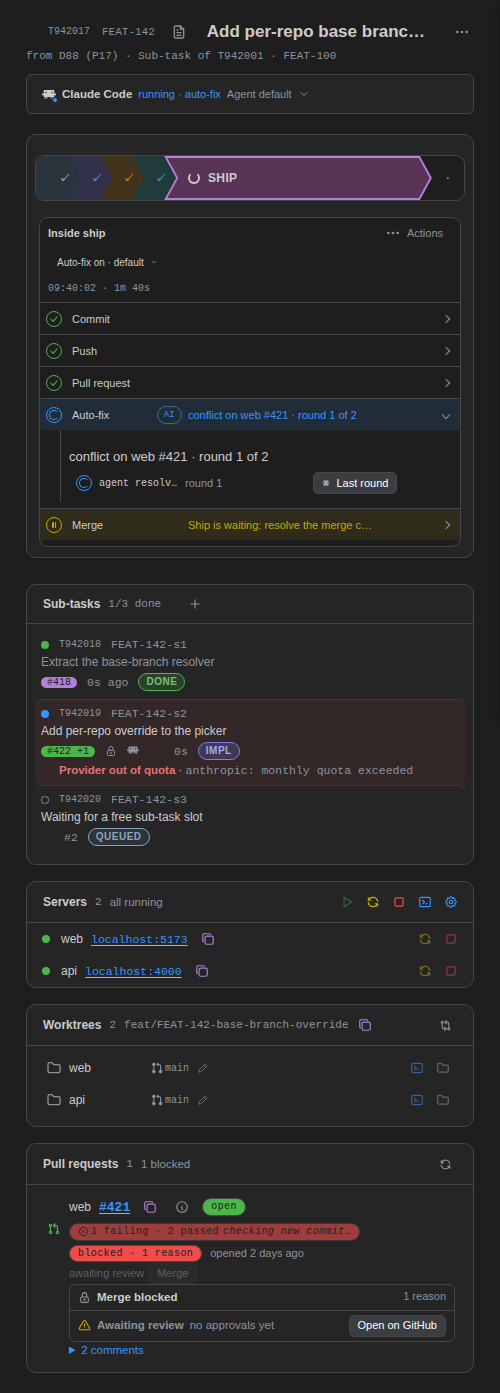 T942017 FEAT-142 Add per-repo base branc…
from D88 (P17) · Sub-task of T942001 · FEAT-100
Claude Code running · auto-fix Agent default
SHIP
Inside ship Actions
Auto-fix on · default
09:40:02 · 1m 40s
Commit
Push
Pull request
Auto-fix AI conflict on web #421 · round 1 of 2
conflict on web #421 · round 1 of 2
agent resolv… round 1 Last round
Merge Ship is waiting: resolve the merge c…
Sub-tasks 1/3 done
T942018 FEAT-142-s1
Extract the base-branch resolver
#418 0s ago DONE
T942019 FEAT-142-s2
Add per-repo override to the picker
#422 +1 0s IMPL
Provider out of quota · anthropic: monthly quota exceeded
T942020 FEAT-142-s3
Waiting for a free sub-task slot
#2 QUEUED
Servers 2 all running
web localhost:5173
api localhost:4000
Worktrees 2 feat/FEAT-142-base-branch-override
web main
api main
Pull requests 1 1 blocked
web #421 open
1 failing · 2 passed checking new commit…
blocked · 1 reason opened 2 days ago
awaiting review Merge
Merge blocked 1 reason
Awaiting review no approvals yet Open on GitHub
2 comments